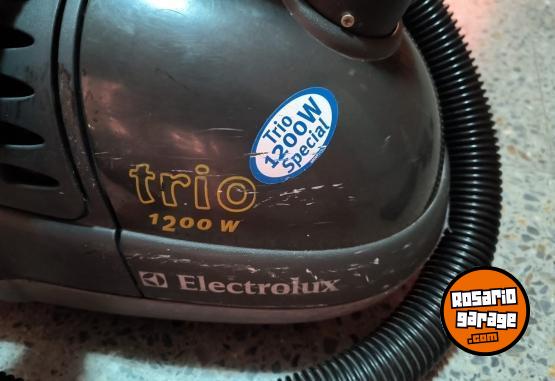 Trio
1200W
Special
trio
1200 W
Electrolux
ROSARIO
garage
.com